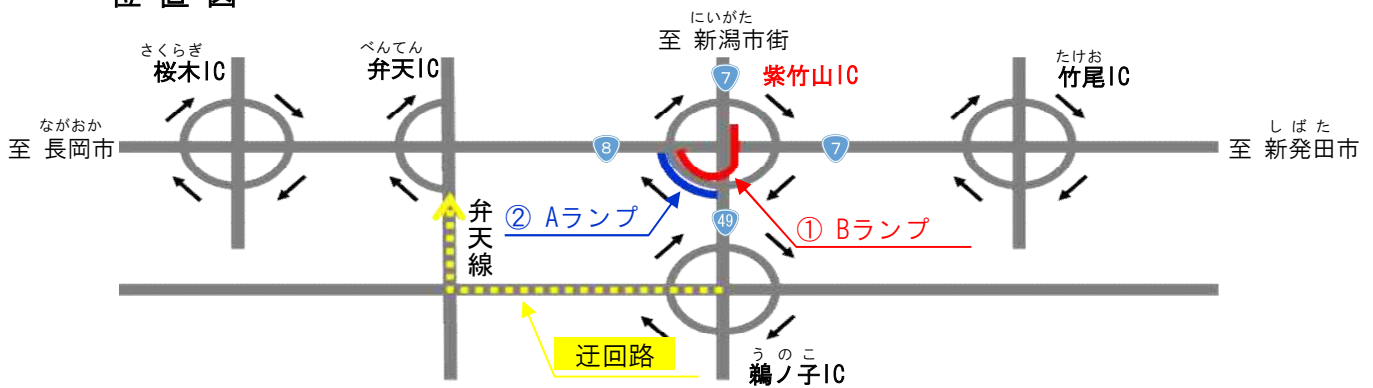 位置図
にいがた
至 新潟市街
さくらぎ
桜木IC
べんてん
弁天IC
7
紫竹山IC
たけお
竹尾IC
ながおか
至 長岡市
8
7
しばた
至 新発田市
弁天線
② Aランプ
49
① Bランプ
迂回路
うのこ
鵜ノ子IC